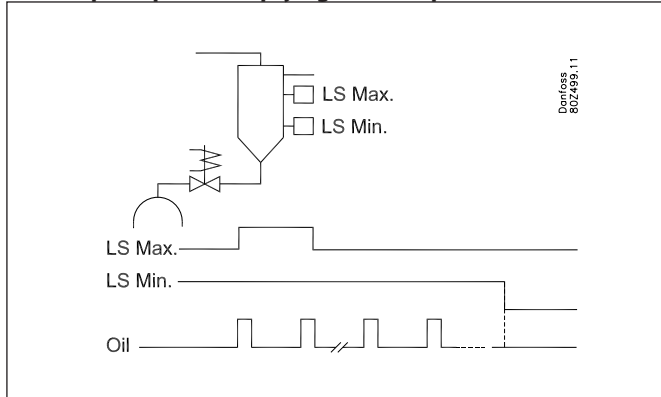 Danfoss
80Z499.11
LS Max.
LS Min.
LS Max.
LS Min.
Oil